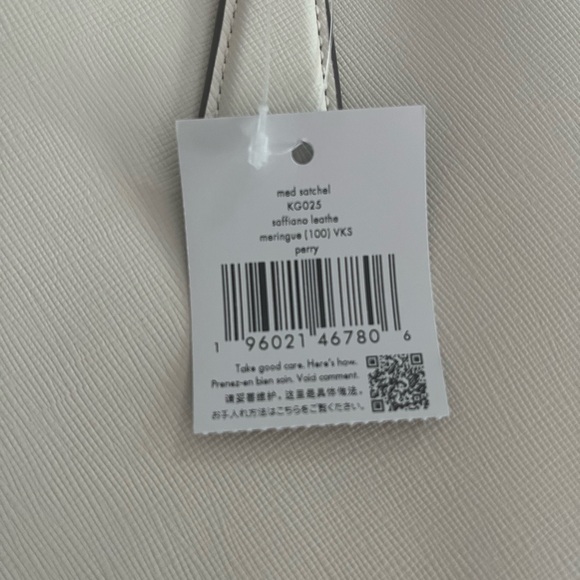 med satchel
KG025
saffiano leathe
meringue (100) VKS
perry
1 96021 46780 6
Take good care. Here's how.
Prenez-en bien soin. Void comment.
请妥善维护。这里最具体做法。
お手入れ方法はこちらをご覧ください。